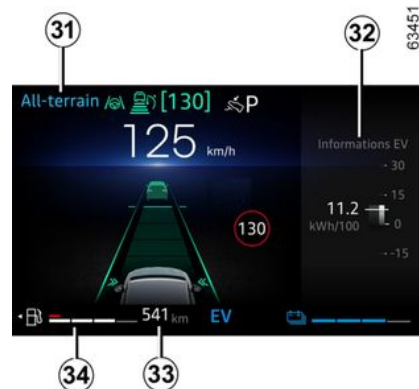 31
32
63451
All-terrain [130] P
125 km/h
Informations EV
30
15
11.2
kWh/100
0
-15
130
541 km
EV
34
33